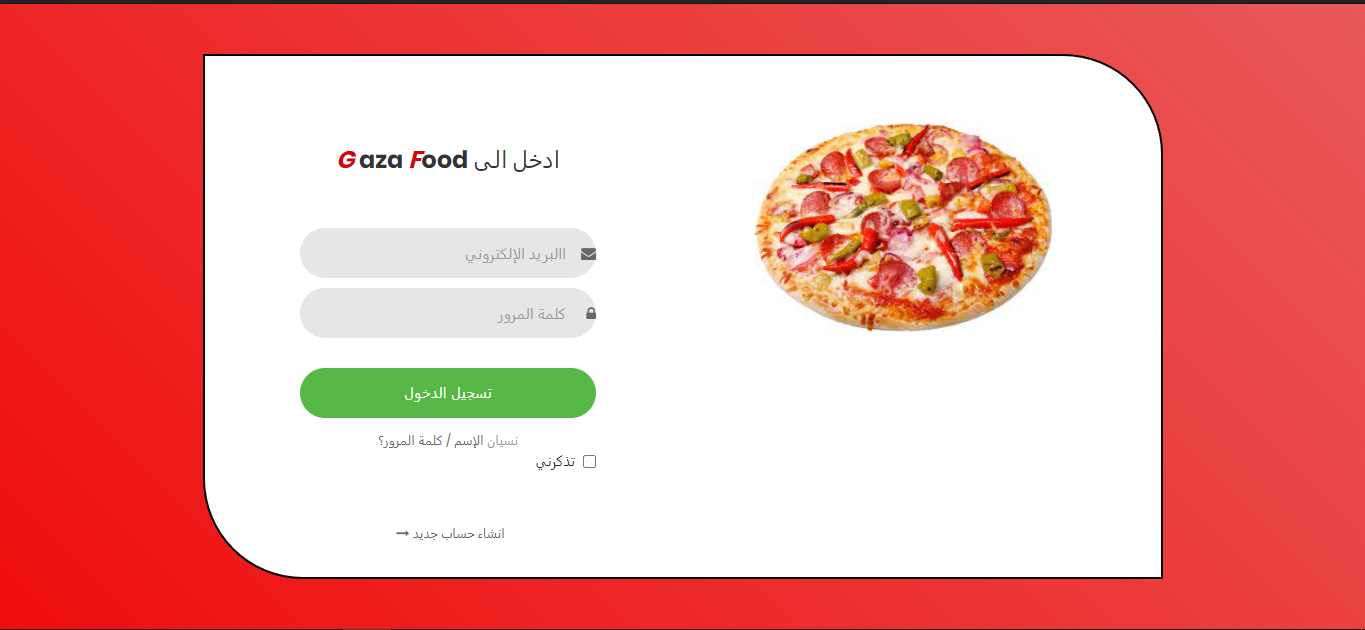 ادخل الى Gaza Food
االبريد الإلكتروني
كلمة المرور
تسجيل الدخول
نسيان الإسم / كلمة المرور؟
تذكرني
انشاء حساب جديد